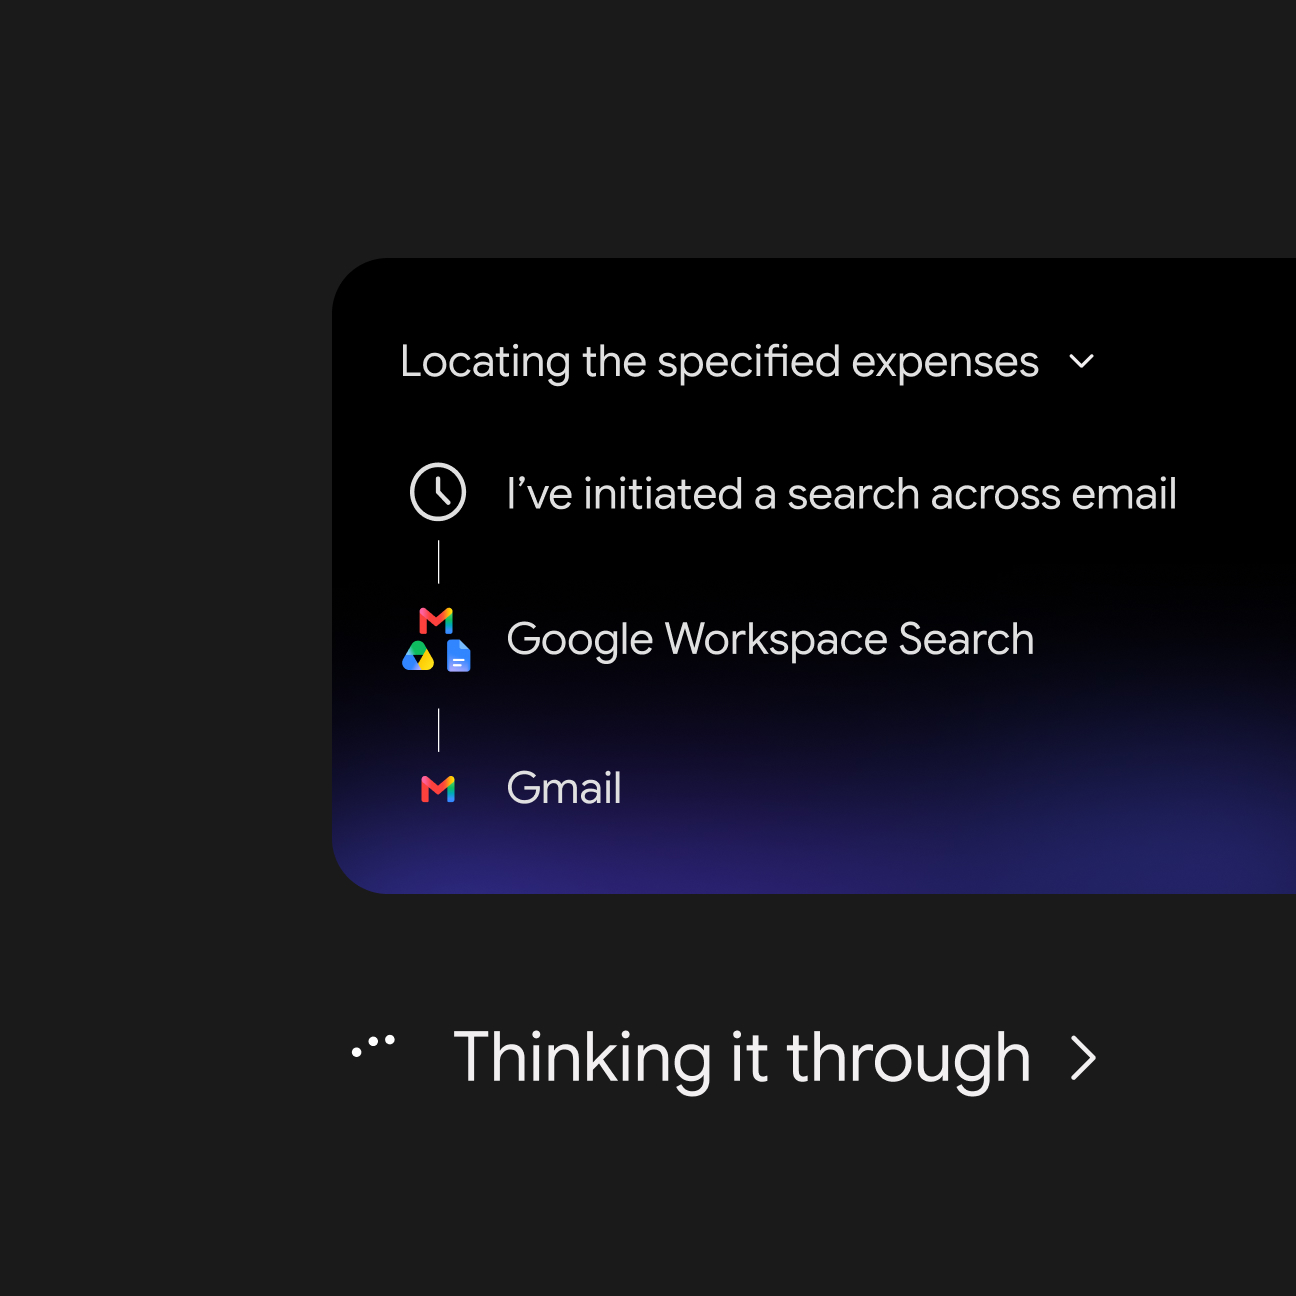 Locating the specified expenses
I’ve initiated a search across email
Google Workspace Search
Gmail
Thinking it through